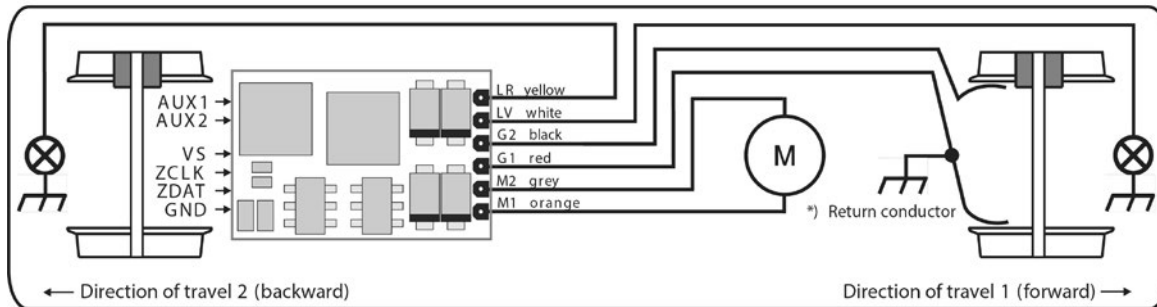 AUX1
AUX2
VS
ZCLK
ZDAT
GND
LR yellow
LV white
G2 black
G1 red
M2 grey
M1 orange
M
*) Return conductor
← Direction of travel 2 (backward)
Direction of travel 1 (forward) →